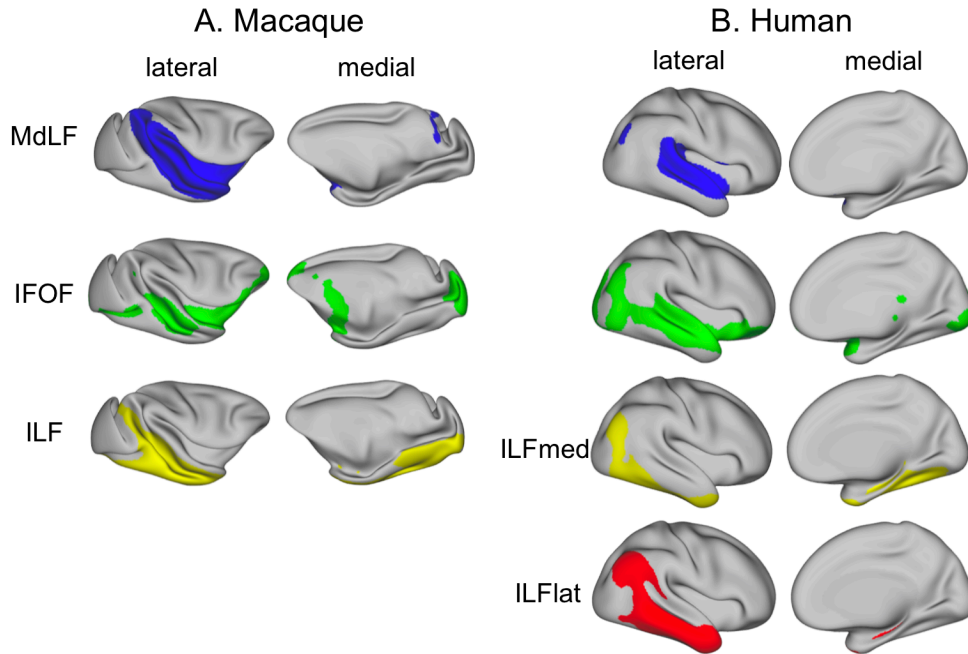 A. Macaque
B. Human
lateral
medial
lateral
medial
MdLF
IFOF
ILF
ILFmed
ILFlat